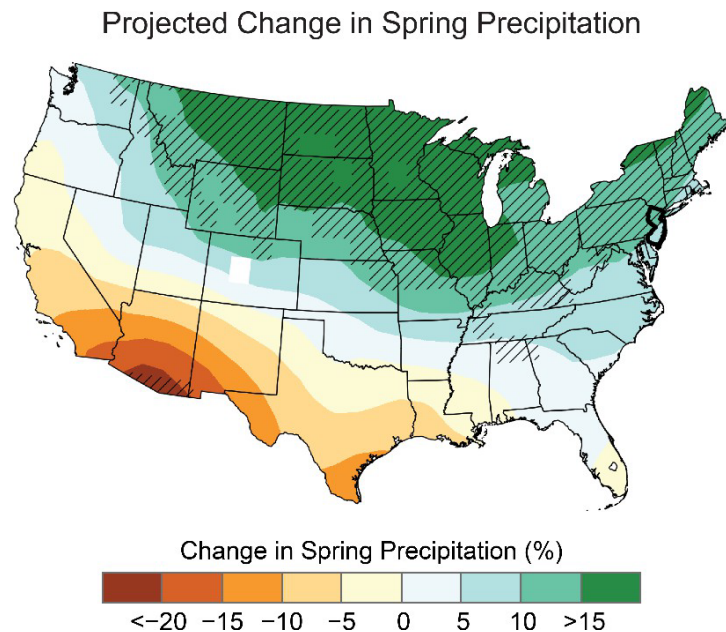 Projected Change in Spring Precipitation
Change in Spring Precipitation (%)
<−20 −15 −10 −5 0 5 10 >15